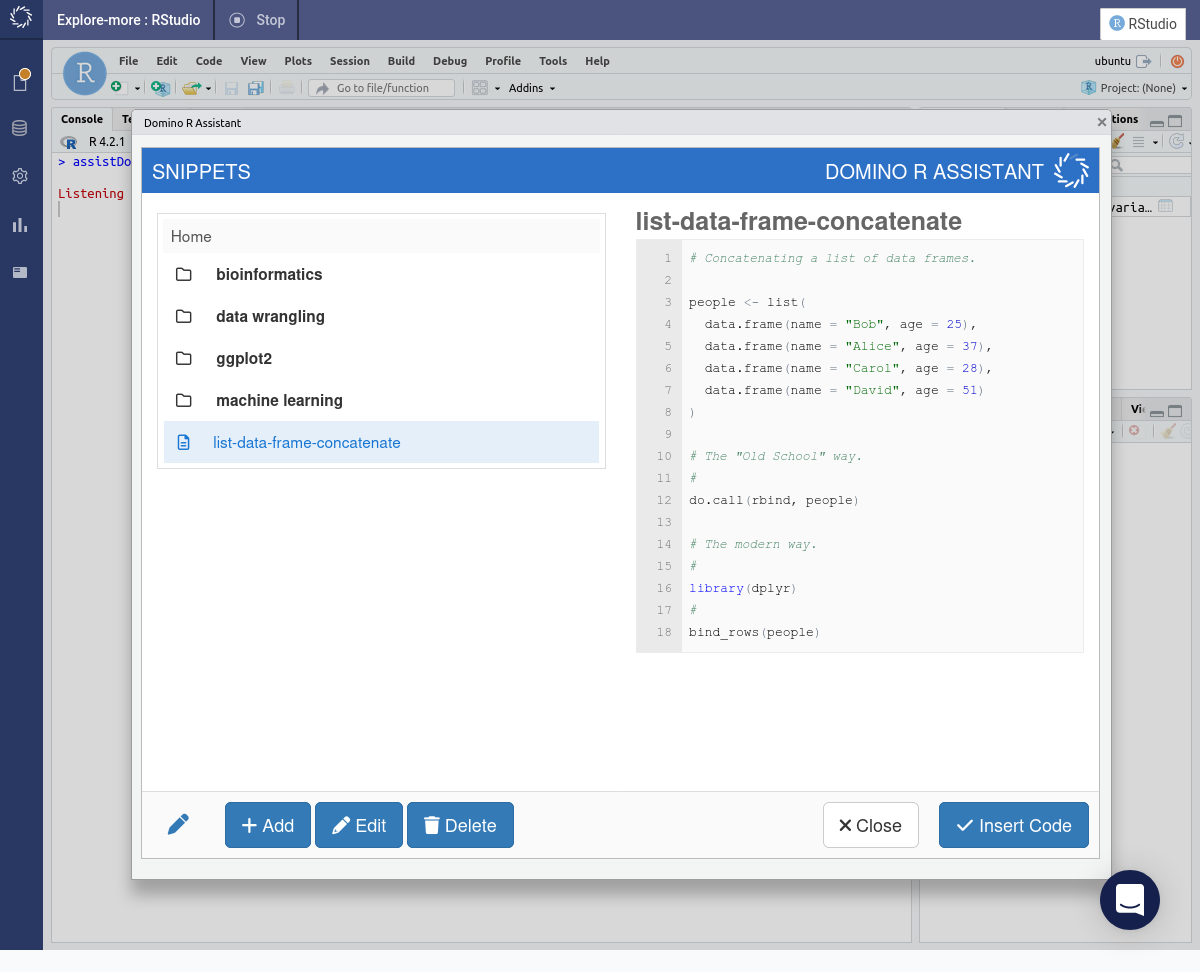 Explore-more : RStudio
Stop
R RStudio
R
File Edit Code View Plots Session Build Debug Profile Tools Help
ubuntu
Go to file/function
Addins
R Project: (None)
Console
R 4.2.1
> assistDo
Listening
Domino R Assistant
SNIPPETS
DOMINO R ASSISTANT
Home
bioinformatics
data wrangling
ggplot2
machine learning
list-data-frame-concatenate
list-data-frame-concatenate
1 # Concatenating a list of data frames.
2
3 people <- list(
4 data.frame(name = "Bob", age = 25),
5 data.frame(name = "Alice", age = 37),
6 data.frame(name = "Carol", age = 28),
7 data.frame(name = "David", age = 51)
8 )
9
10 # The "Old School" way.
11 #
12 do.call(rbind, people)
13
14 # The modern way.
15 #
16 library(dplyr)
17 #
18 bind_rows(people)
Add
Edit
Delete
Close
Insert Code